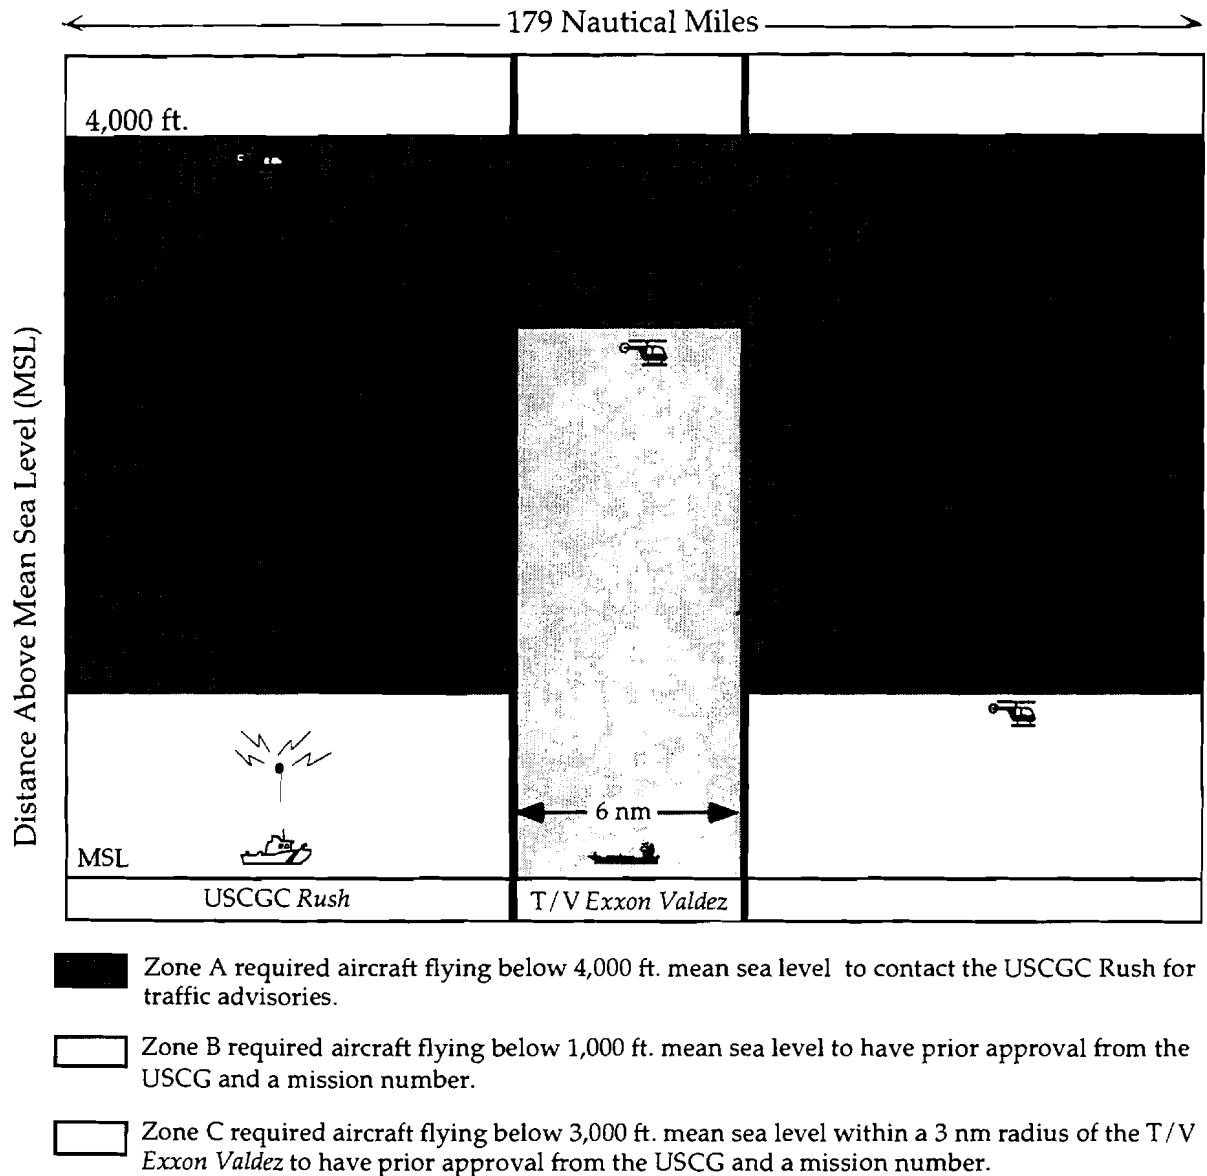 179 Nautical Miles
4,000 ft.
Distance Above Mean Sea Level (MSL)
6 nm
MSL
USCGC Rush
T/V Exxon Valdez
Zone A required aircraft flying below 4,000 ft. mean sea level to contact the USCGC Rush for
traffic advisories.
Zone B required aircraft flying below 1,000 ft. mean sea level to have prior approval from the
USCG and a mission number.
Zone C required aircraft flying below 3,000 ft. mean sea level within a 3 nm radius of the T/V
Exxon Valdez to have prior approval from the USCG and a mission number.